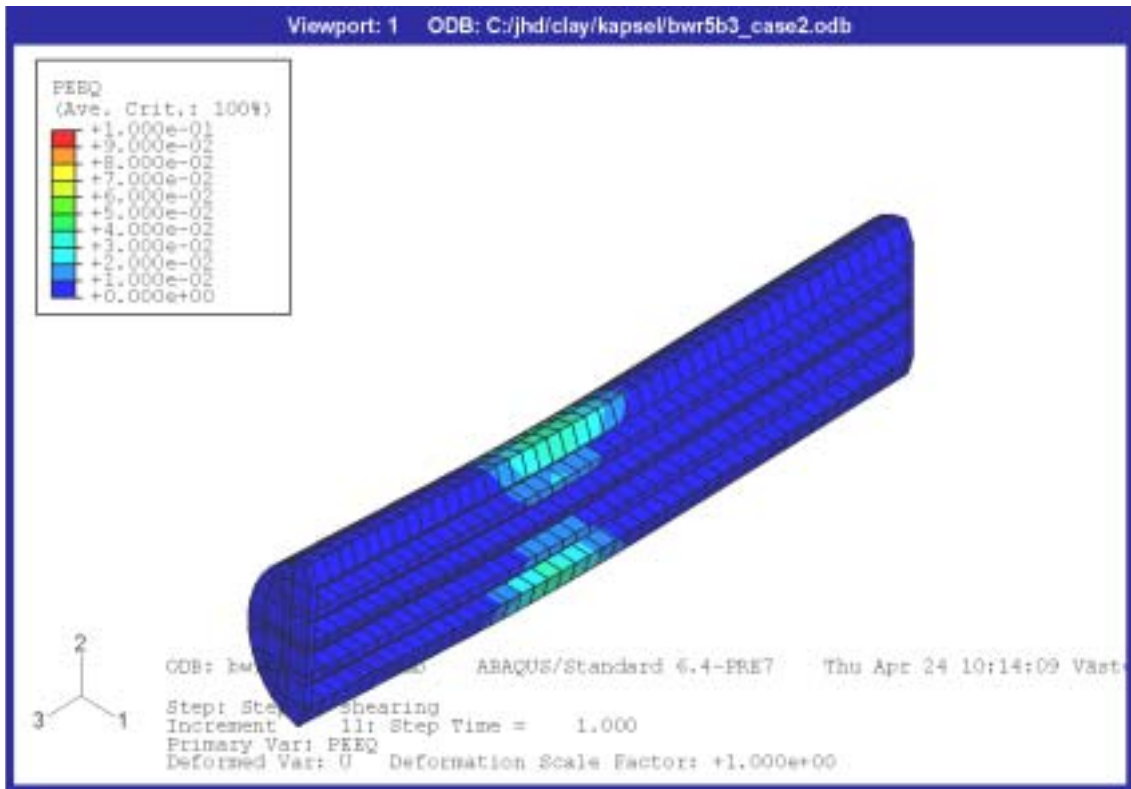 Viewport: 1 ODB: C:/jhd/clay/kapsel/bwr5b3_case2.odb
PEEQ
(Ave. Crit.: 100%)
+1.000e-01
+9.000e-02
+8.000e-02
+7.000e-02
+6.000e-02
+5.000e-02
+4.000e-02
+3.000e-02
+2.000e-02
+1.000e-02
+0.000e+00
2
3 1
ODB: ABAQUS/Standard 6.4-PRE7 Thu Apr 24 10:14:09 Väst
Step: Shearing
Increment 11: Step Time = 1.000
Primary Var: PEEQ
Deformed Var: U Deformation Scale Factor: +1.000e+00